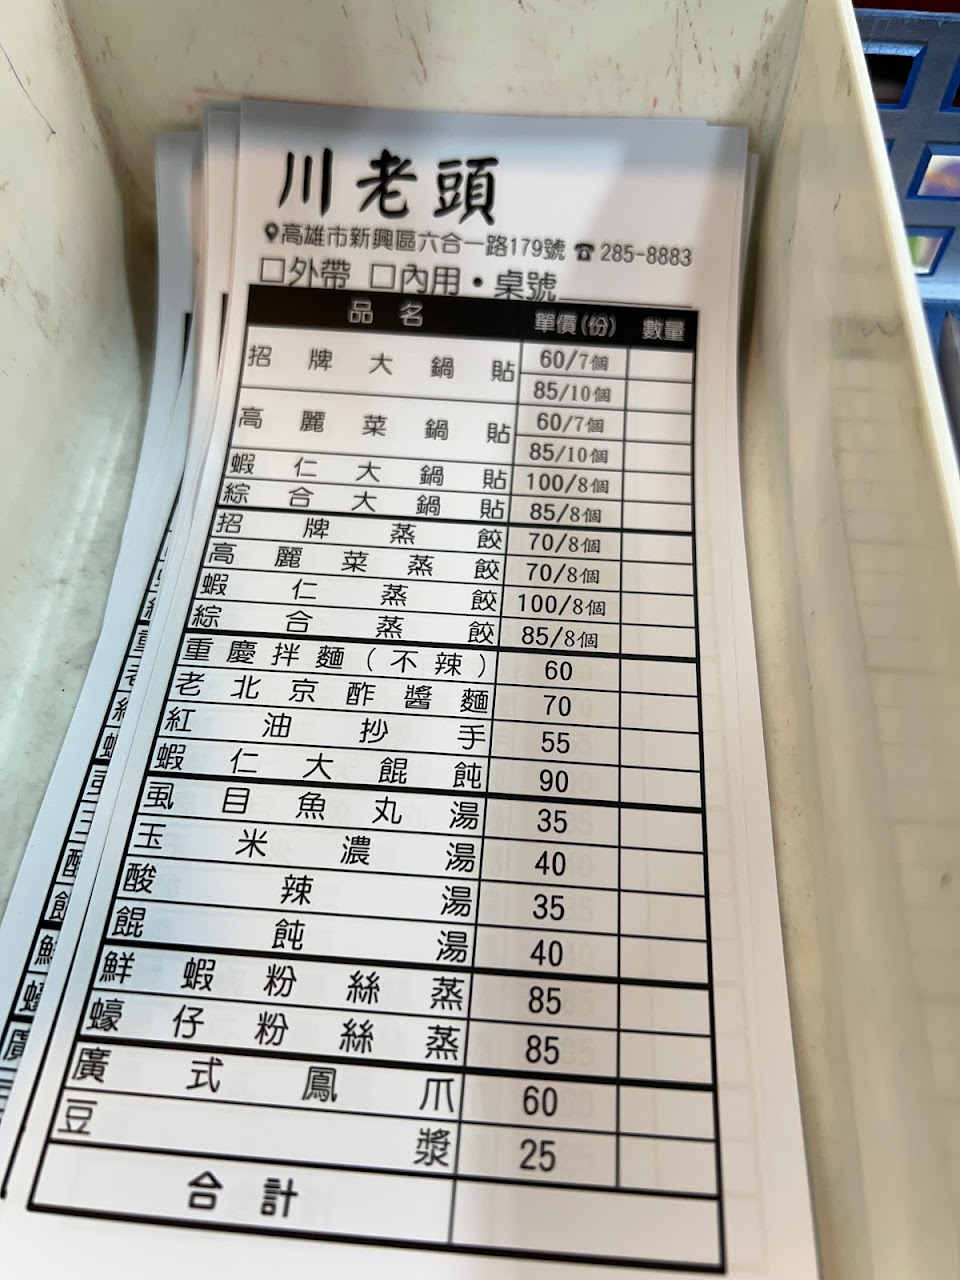 川老頭
高雄市新興區六合一路179號 ☎ 285-8883
□外帶 □內用・桌號
品名 單價(份) 數量
招牌大鍋貼 60/7個
85/10個
高麗菜鍋貼 60/7個
85/10個
蝦仁大鍋貼 100/8個
綜合大鍋貼 85/8個
招牌蒸餃 70/8個
高麗菜蒸餃 70/8個
蝦仁蒸餃 100/8個
綜合蒸餃 85/8個
重慶拌麵(不辣) 60
老北京酢醬麵 70
紅油抄手 55
蝦仁大餛飩 90
虱目魚丸湯 35
玉米濃湯 40
酸辣湯 35
餛飩湯 40
鮮蝦粉絲蒸 85
蠔仔粉絲蒸 85
廣式鳳爪 60
豆漿 25
合計